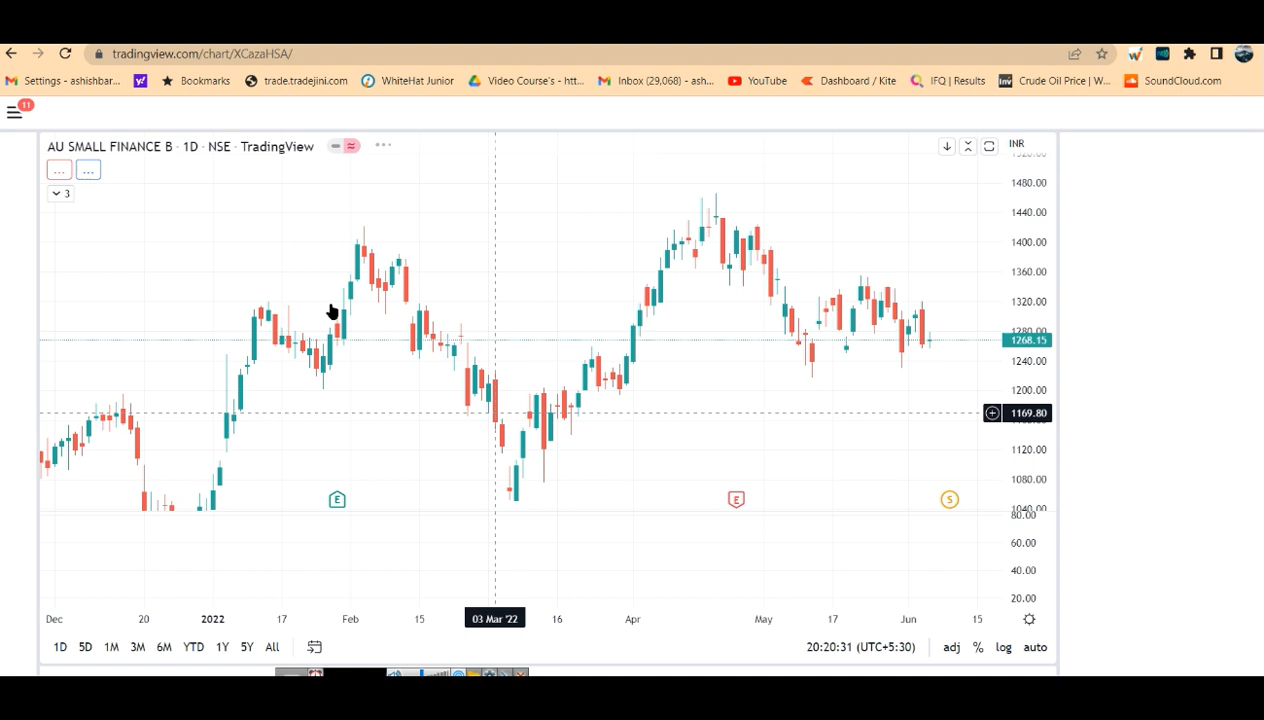 tradingview.com/chart/XCazaHSA/
Settings - ashishbar... Bookmarks trade.tradejini.com WhiteHat Junior Video Course's - htt... Inbox (29,068) - ash... YouTube Dashboard / Kite IFQ | Results Crude Oil Price | W... SoundCloud.com
11
AU SMALL FINANCE B · 1D · NSE · TradingView
INR
... ...
3
1480.00
1440.00
1400.00
1360.00
1320.00
1280.00
1268.15
1240.00
1200.00
1169.80
1120.00
1080.00
1040.00
E E S
80.00
60.00
40.00
20.00
Dec 20 2022 17 Feb 15 03 Mar '22 16 Apr May 17 Jun 15
1D 5D 1M 3M 6M YTD 1Y 5Y All 20:20:31 (UTC+5:30) adj % log auto